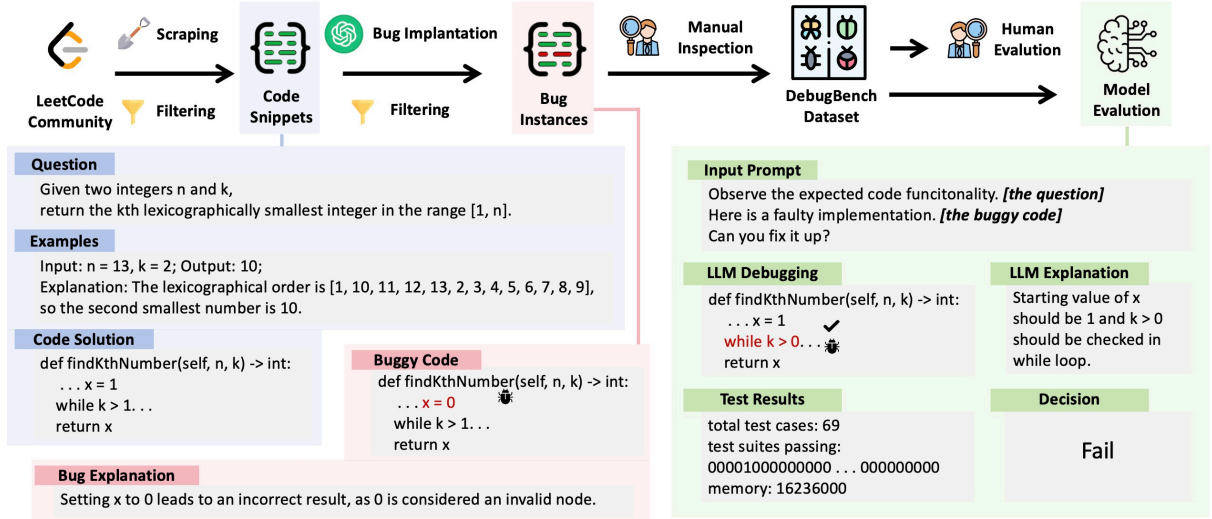 LeetCode
Community
Scraping
Filtering
Code
Snippets
Bug Implantation
Filtering
Bug
Instances
Manual
Inspection
DebugBench
Dataset
Human
Evalution
Model
Evalution
Question
Given two integers n and k,
return the kth lexicographically smallest integer in the range [1, n].
Examples
Input: n = 13, k = 2; Output: 10;
Explanation: The lexicographical order is [1, 10, 11, 12, 13, 2, 3, 4, 5, 6, 7, 8, 9],
so the second smallest number is 10.
Code Solution
def findKthNumber(self, n, k) -> int:
. . . x = 1
while k > 1. . .
return x
Buggy Code
def findKthNumber(self, n, k) -> int:
. . . x = 0
while k > 1. . .
return x
Bug Explanation
Setting x to 0 leads to an incorrect result, as 0 is considered an invalid node.
Input Prompt
Observe the expected code funcitonality. [the question]
Here is a faulty implementation. [the buggy code]
Can you fix it up?
LLM Debugging
def findKthNumber(self, n, k) -> int:
. . . x = 1
while k > 0. . .
return x
LLM Explanation
Starting value of x
should be 1 and k > 0
should be checked in
while loop.
Test Results
total test cases: 69
test suites passing:
00001000000000 . . . 000000000
memory: 16236000
Decision
Fail